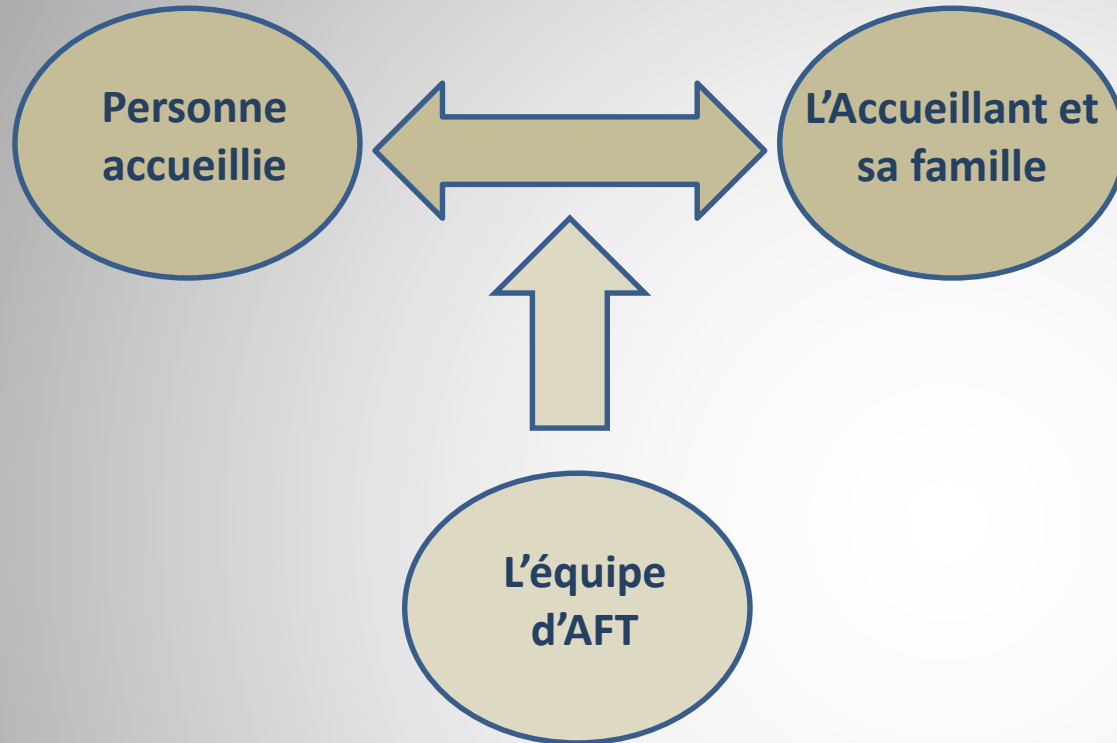 Personne
accueillie
L’Accueillant et
sa famille
L’équipe
d’AFT